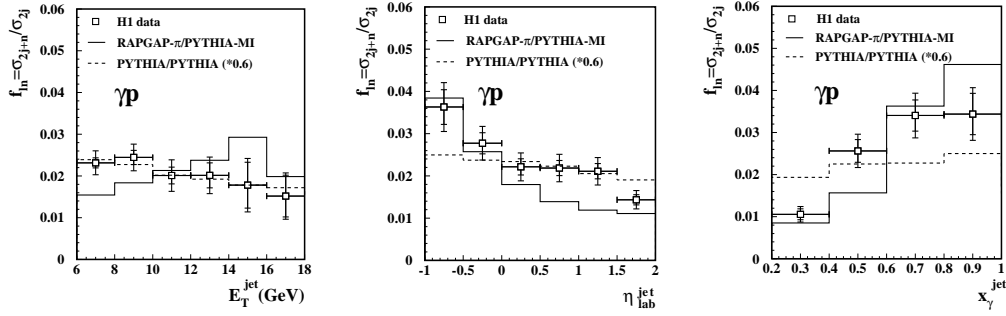 f_ln=σ_2j+n/σ_2j
0.06
0.05
0.04
0.03
0.02
0.01
0
H1 data
RAPGAP-π/PYTHIA-MI
PYTHIA/PYTHIA (*0.6)
γp
6 8 10 12 14 16 18
E_T^jet (GeV)
f_ln=σ_2j+n/σ_2j
0.06
0.05
0.04
0.03
0.02
0.01
0
H1 data
RAPGAP-π/PYTHIA-MI
PYTHIA/PYTHIA (*0.6)
γp
-1 -0.5 0 0.5 1 1.5 2
η_lab^jet
f_ln=σ_2j+n/σ_2j
0.06
0.05
0.04
0.03
0.02
0.01
0
H1 data
RAPGAP-π/PYTHIA-MI
PYTHIA/PYTHIA (*0.6)
γp
0.2 0.3 0.4 0.5 0.6 0.7 0.8 0.9 1
x_γ^jet